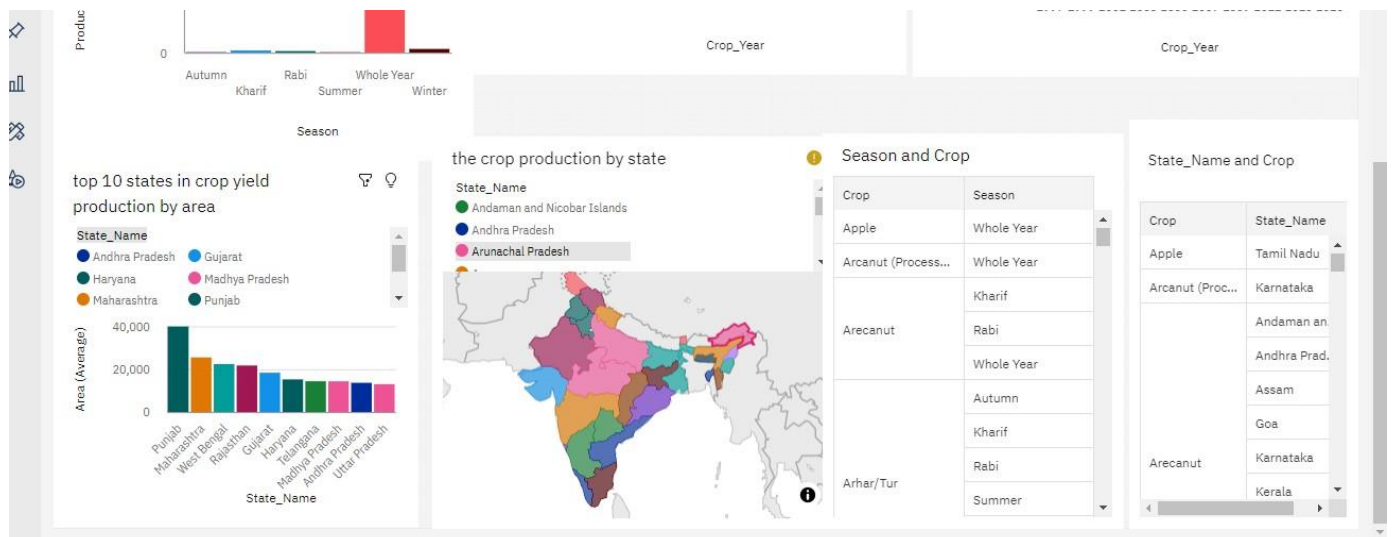 Produc
0
Autumn Rabi Whole Year
Kharif Summer Winter
Season
Crop_Year
Crop_Year
top 10 states in crop yield
production by area
State_Name
Andhra Pradesh Gujarat
Haryana Madhya Pradesh
Maharashtra Punjab
Area (Average)
40,000
20,000
0
Punjab
Maharashtra
West Bengal
Rajasthan
Gujarat
Haryana
Telangana
Madhya Pradesh
Andhra Pradesh
Uttar Pradesh
State_Name
the crop production by state
State_Name
Andaman and Nicobar Islands
Andhra Pradesh
Arunachal Pradesh
Season and Crop
Crop Season
Apple Whole Year
Arcanut (Process... Whole Year
Kharif
Arecanut Rabi
Whole Year
Autumn
Kharif
Rabi
Arhar/Tur
Summer
State_Name and Crop
Crop State_Name
Apple Tamil Nadu
Arcanut (Proc... Karnataka
Andaman an
Andhra Prad.
Assam
Goa
Arecanut Karnataka
Kerala